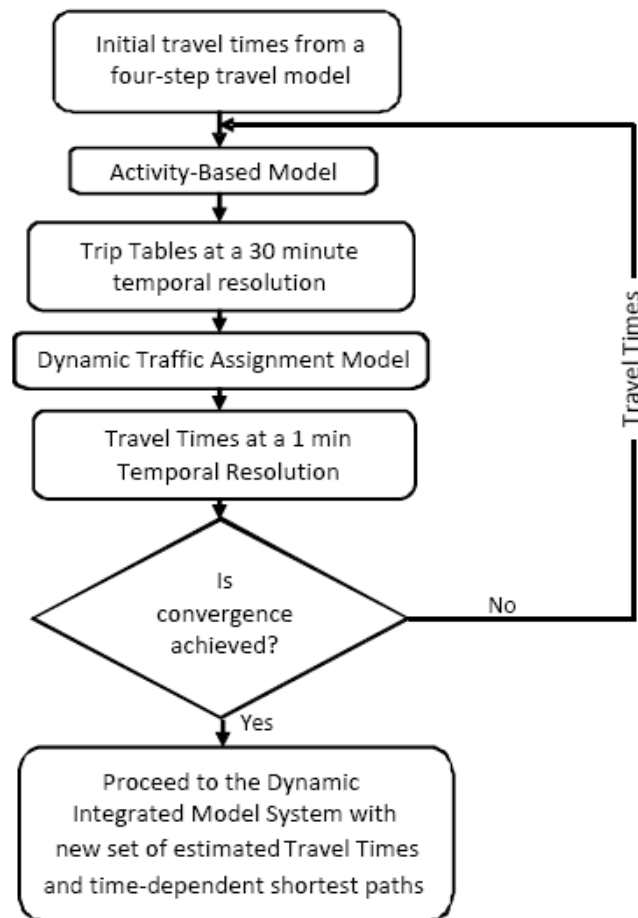 Initial travel times from a
four-step travel model
Activity-Based Model
Trip Tables at a 30 minute
temporal resolution
Dynamic Traffic Assignment Model
Travel Times at a 1 min
Temporal Resolution
Is
convergence
achieved?
No
Travel Times
Yes
Proceed to the Dynamic
Integrated Model System with
new set of estimated Travel Times
and time-dependent shortest paths